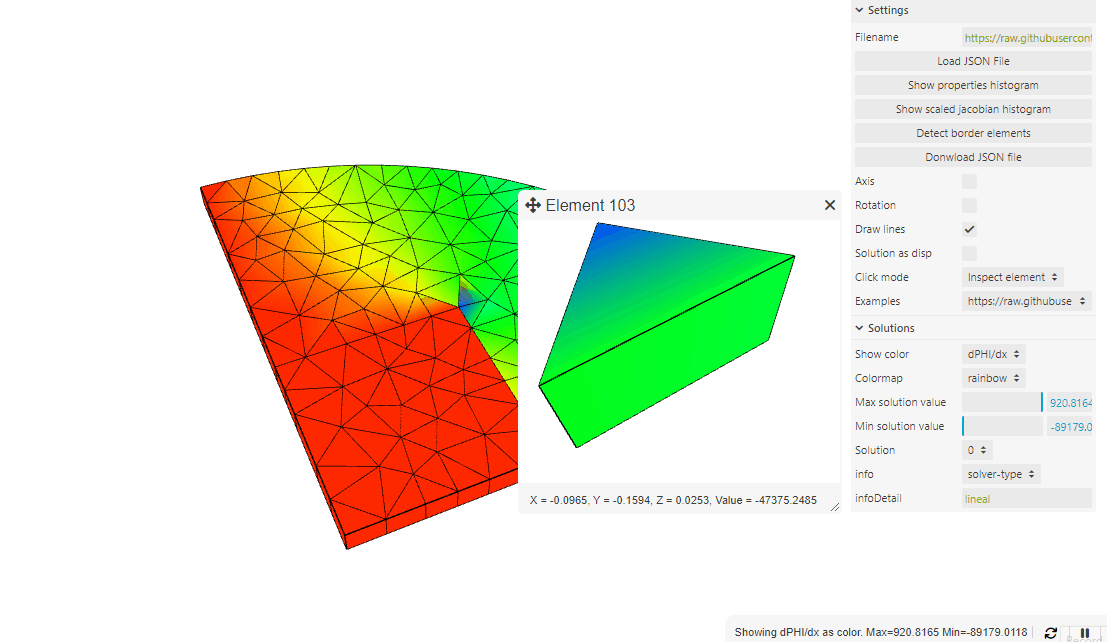 Settings
Filename https://raw.githubusercont
Load JSON File
Show properties histogram
Show scaled jacobian histogram
Detect border elements
Donwload JSON file
Axis
Rotation
Draw lines
Solution as disp
Click mode Inspect element
Examples https://raw.githubuse
Solutions
Show color dPHI/dx
Colormap rainbow
Max solution value 920.8164
Min solution value -89179.0
Solution 0
info solver-type
infoDetail lineal
Element 103
X = -0.0965, Y = -0.1594, Z = 0.0253, Value = -47375.2485
Showing dPHI/dx as color. Max=920.8165 Min=-89179.0118